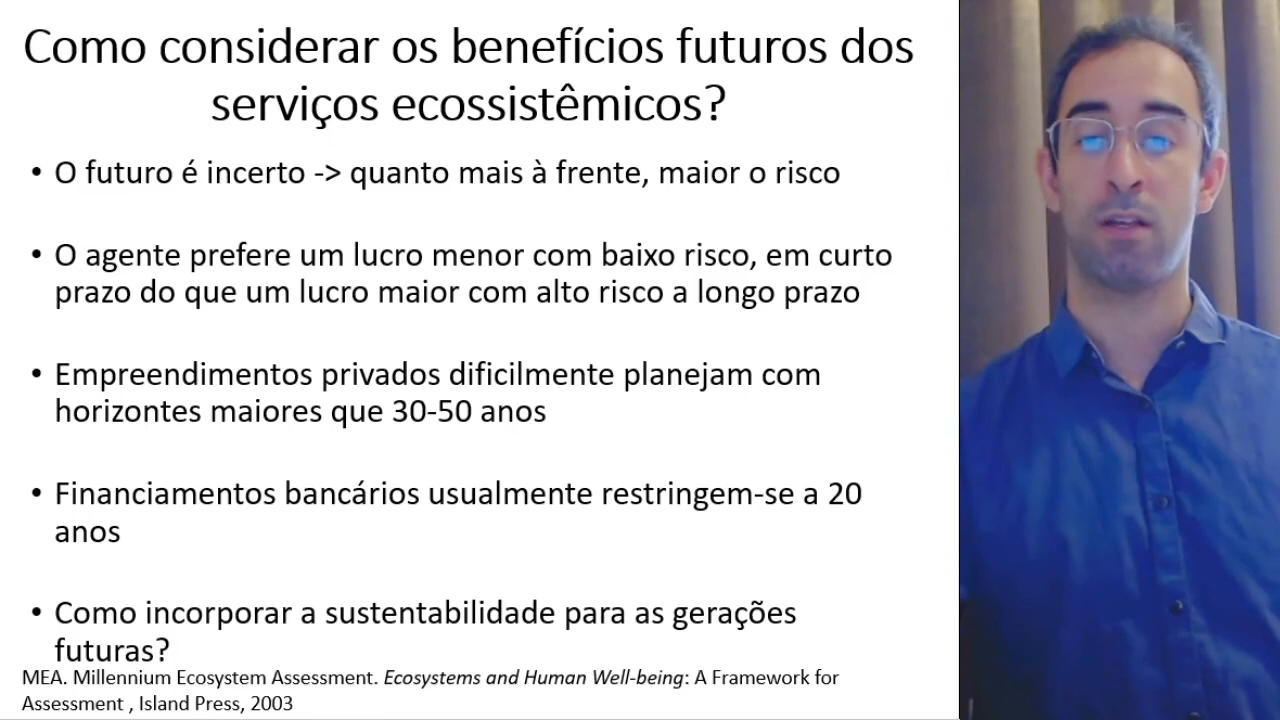 Como considerar os benefícios futuros dos
serviços ecossistêmicos?
• O futuro é incerto -> quanto mais à frente, maior o risco
• O agente prefere um lucro menor com baixo risco, em curto
prazo do que um lucro maior com alto risco a longo prazo
• Empreendimentos privados dificilmente planejam com
horizontes maiores que 30-50 anos
• Financiamentos bancários usualmente restringem-se a 20
anos
• Como incorporar a sustentabilidade para as gerações
futuras?
MEA. Millennium Ecosystem Assessment. Ecosystems and Human Well-being: A Framework for
Assessment , Island Press, 2003